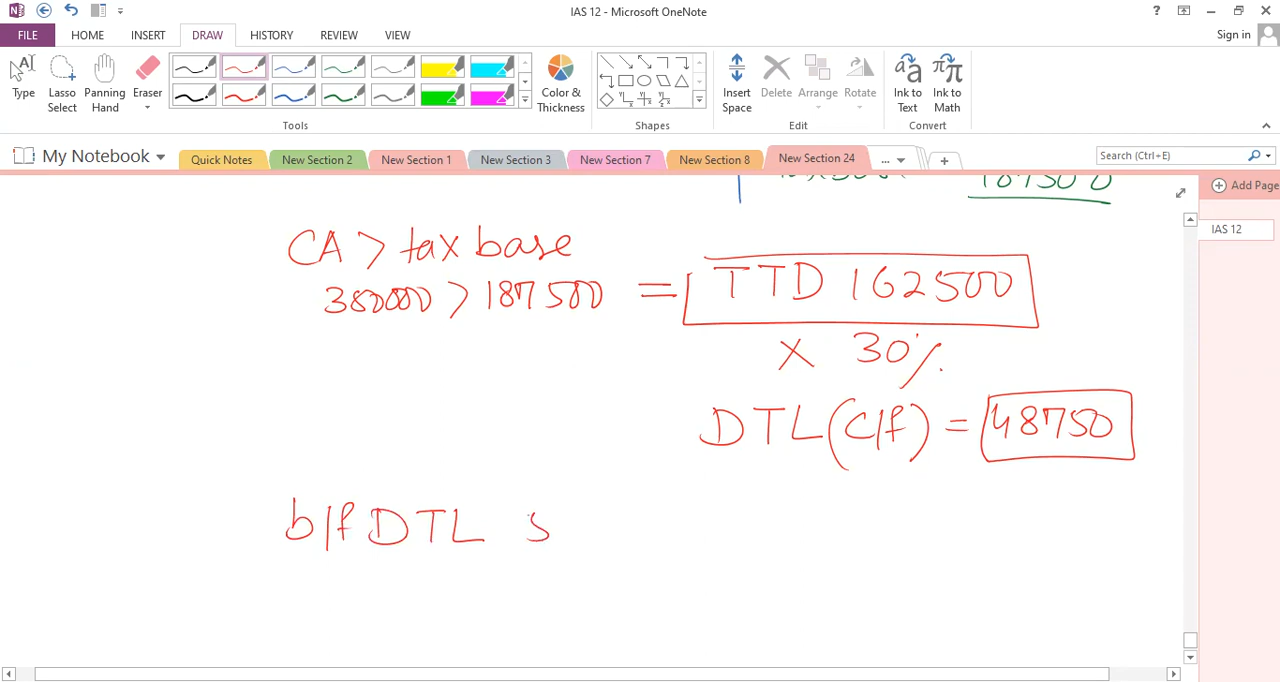 IAS 12 - Microsoft OneNote
?
FILE HOME INSERT DRAW HISTORY REVIEW VIEW
Sign in
Type
Lasso Select
Panning Hand
Eraser
Color & Thickness
Insert Space
Delete
Arrange
Rotate
Ink to Text
Ink to Math
Tools
Shapes
Edit
Convert
My Notebook
Quick Notes
New Section 2
New Section 1
New Section 3
New Section 7
New Section 8
New Section 24
...
Search (Ctrl+E)
Add Page
IAS 12
187500
CA > tax base
380000 > 187500 = TTD 162500
X 30%
DTL (C/f) = 48750
b/f DTL s